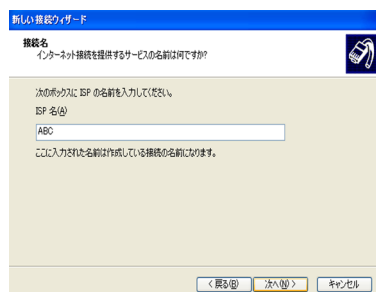 新しい接続ウィザード
接続名
インターネット接続を提供するサービスの名前は何ですか?
次のボックスに ISP の名前を入力してください。
ISP 名(A)
ABC
ここに入力された名前は作成している接続の名前になります。
< 戻る(B) 次へ(N) > キャンセル